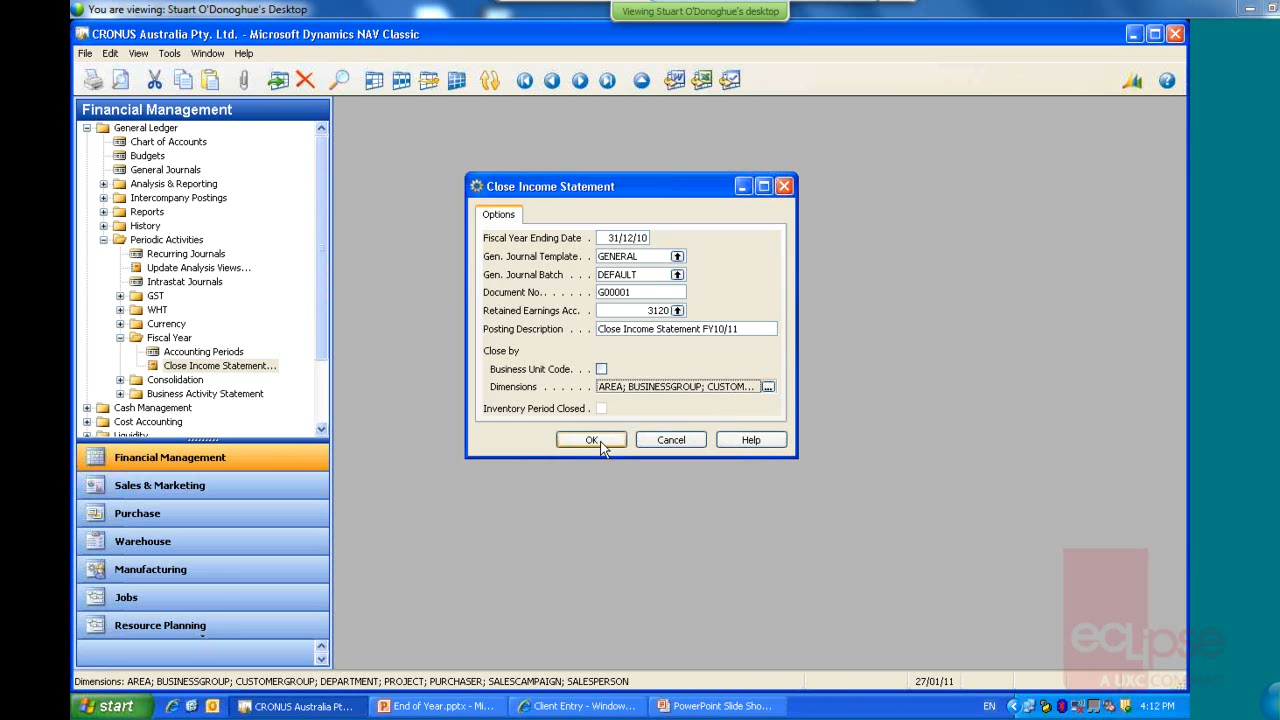 You are viewing: Stuart O'Donoghue's Desktop
Viewing Stuart O'Donoghue's desktop
CRONUS Australia Pty. Ltd. - Microsoft Dynamics NAV Classic
File Edit View Tools Window Help
Financial Management
General Ledger
Chart of Accounts
Budgets
General Journals
Analysis & Reporting
Intercompany Postings
Reports
History
Periodic Activities
Recurring Journals
Update Analysis Views...
Intrastat Journals
GST
WHT
Currency
Fiscal Year
Accounting Periods
Close Income Statement...
Consolidation
Business Activity Statement
Cash Management
Cost Accounting
Liquidity
Financial Management
Sales & Marketing
Purchase
Warehouse
Manufacturing
Jobs
Resource Planning
Close Income Statement
Options
Fiscal Year Ending Date . 31/12/10
Gen. Journal Template. . GENERAL
Gen. Journal Batch . . . DEFAULT
Document No.. . . . . . G00001
Retained Earnings Acc. . 3120
Posting Description . . . Close Income Statement FY10/11
Close by
Business Unit Code. . .
Dimensions . . . . . . AREA; BUSINESSGROUP; CUSTOM... ...
Inventory Period Closed .
OK Cancel Help
eclipse
A UXC COMPANY
Dimensions: AREA; BUSINESSGROUP; CUSTOMERGROUP; DEPARTMENT; PROJECT; PURCHASER; SALESCAMPAIGN; SALESPERSON 27/01/11
start CRONUS Australia Pt... End of Year.pptx - Mi... Client Entry - Window... PowerPoint Slide Sho... EN 4:12 PM